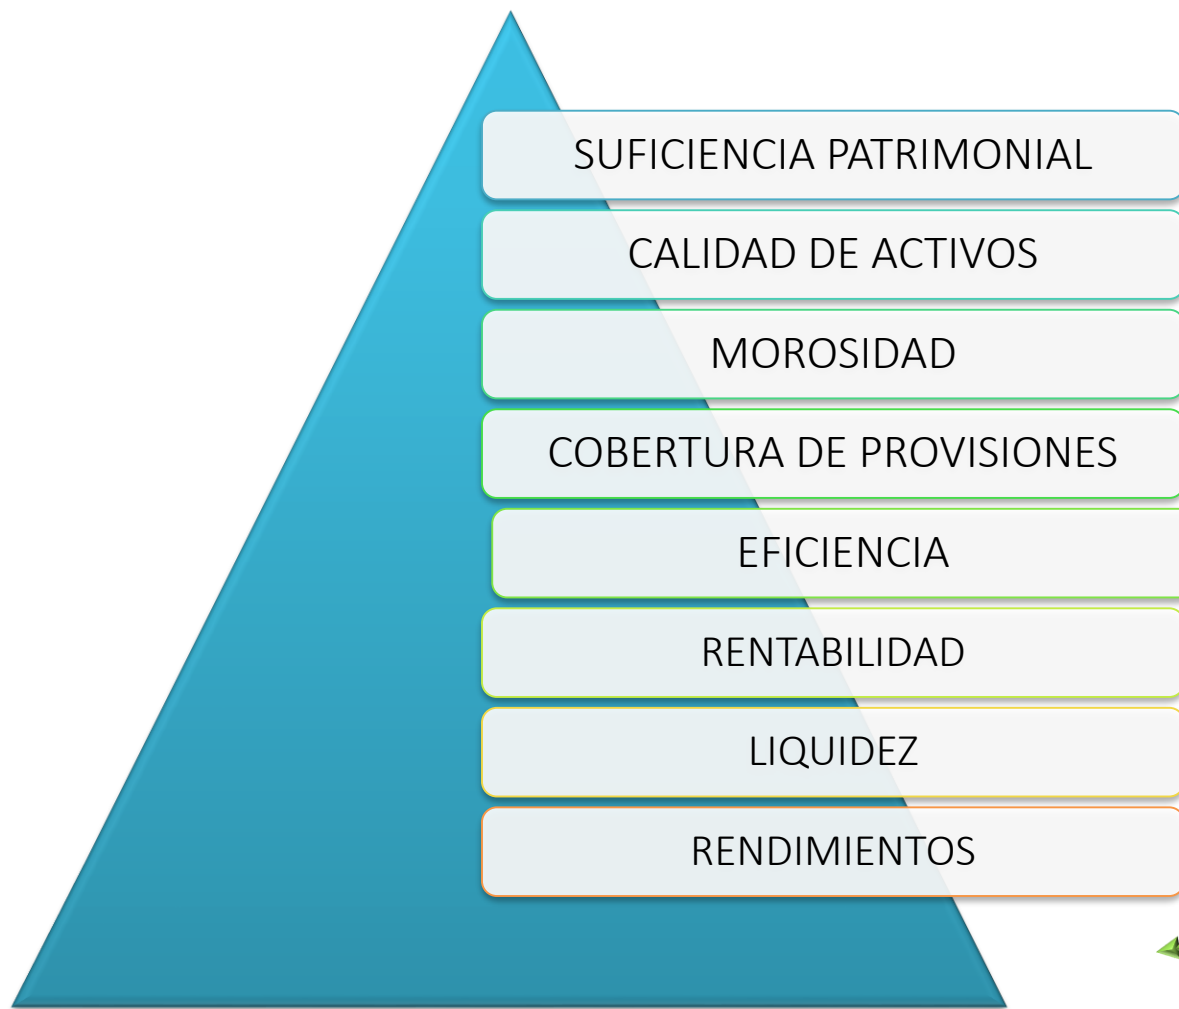 SUFICIENCIA PATRIMONIAL
CALIDAD DE ACTIVOS
MOROSIDAD
COBERTURA DE PROVISIONES
EFICIENCIA
RENTABILIDAD
LIQUIDEZ
RENDIMIENTOS